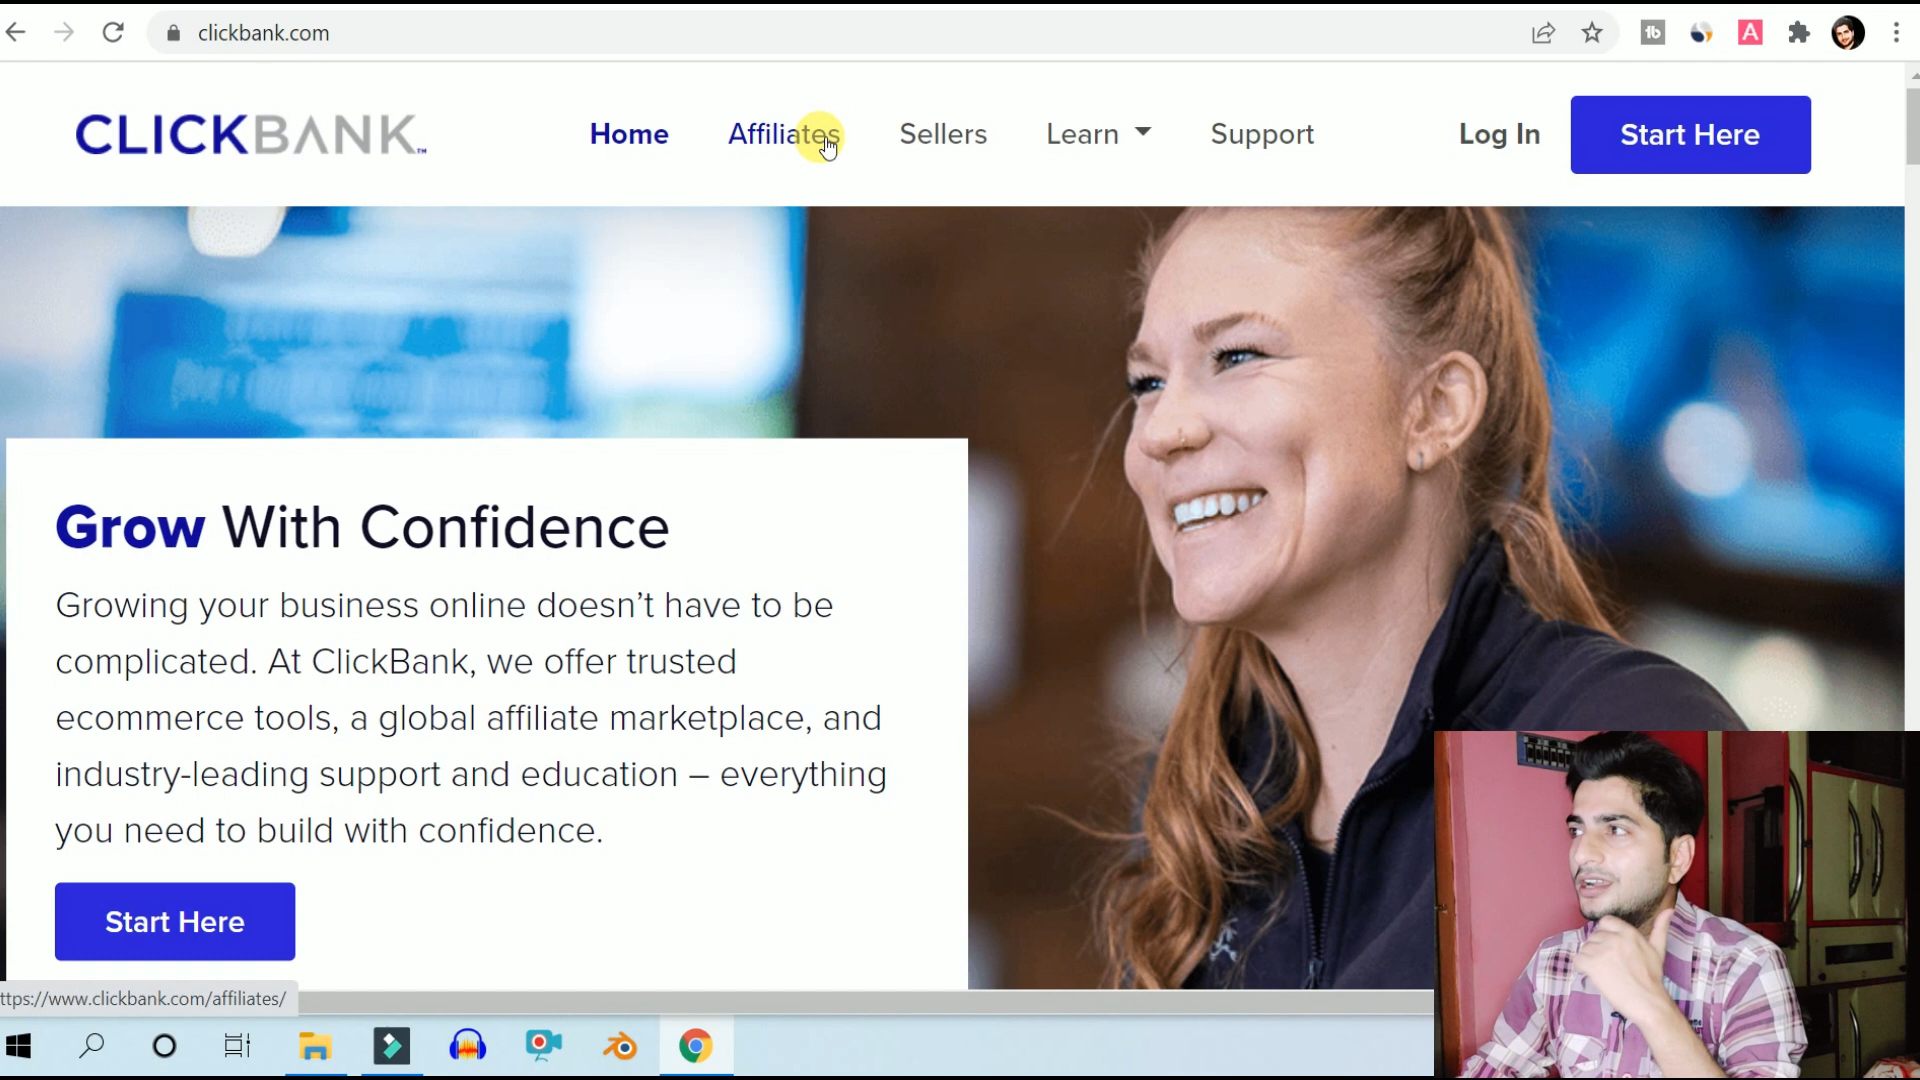 clickbank.com
CLICKBANK™
Home
Affiliates
Sellers
Learn
Support
Log In
Start Here
Grow With Confidence
Growing your business online doesn’t have to be
complicated. At ClickBank, we offer trusted
ecommerce tools, a global affiliate marketplace, and
industry-leading support and education – everything
you need to build with confidence.
Start Here
ttps://www.clickbank.com/affiliates/
tb
A